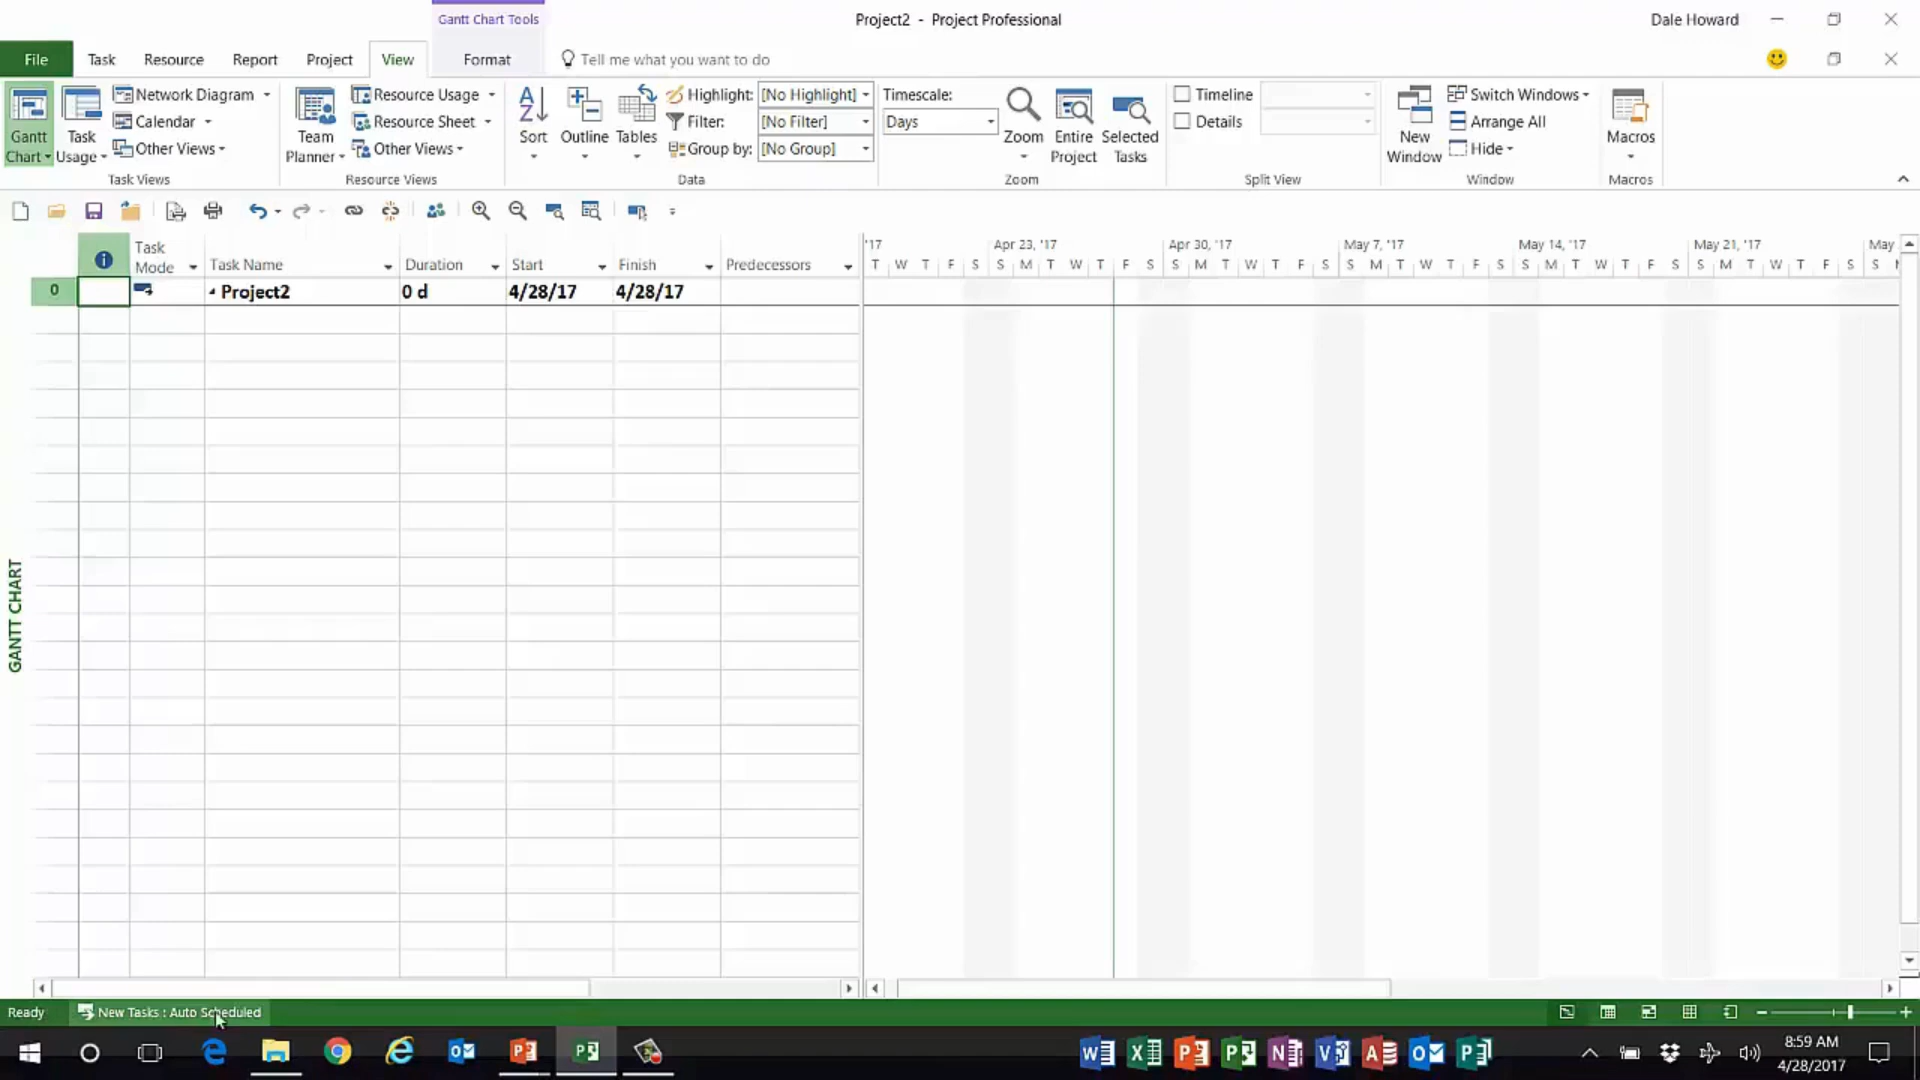 Gantt Chart Tools
Project2 - Project Professional
Dale Howard
File Task Resource Report Project View Format Tell me what you want to do
Gantt Chart
Task Usage
Network Diagram
Calendar
Other Views
Task Views
Team Planner
Resource Usage
Resource Sheet
Other Views
Resource Views
Sort
Outline
Tables
Highlight: [No Highlight]
Filter: [No Filter]
Group by: [No Group]
Data
Timescale:
Days
Zoom
Entire Project
Selected Tasks
Zoom
Timeline
Details
Split View
New Window
Switch Windows
Arrange All
Hide
Window
Macros
Macros
Task Mode
Task Name
Duration
Start
Finish
Predecessors
'17 Apr 23, '17 Apr 30, '17 May 7, '17 May 14, '17 May 21, '17 May
T W T F S S M T W T F S S M T W T F S S M T W T F S S M T W T F S S M T W T F S S
0 Project2 0 d 4/28/17 4/28/17
GANTT CHART
Ready New Tasks : Auto Scheduled
8:59 AM
4/28/2017